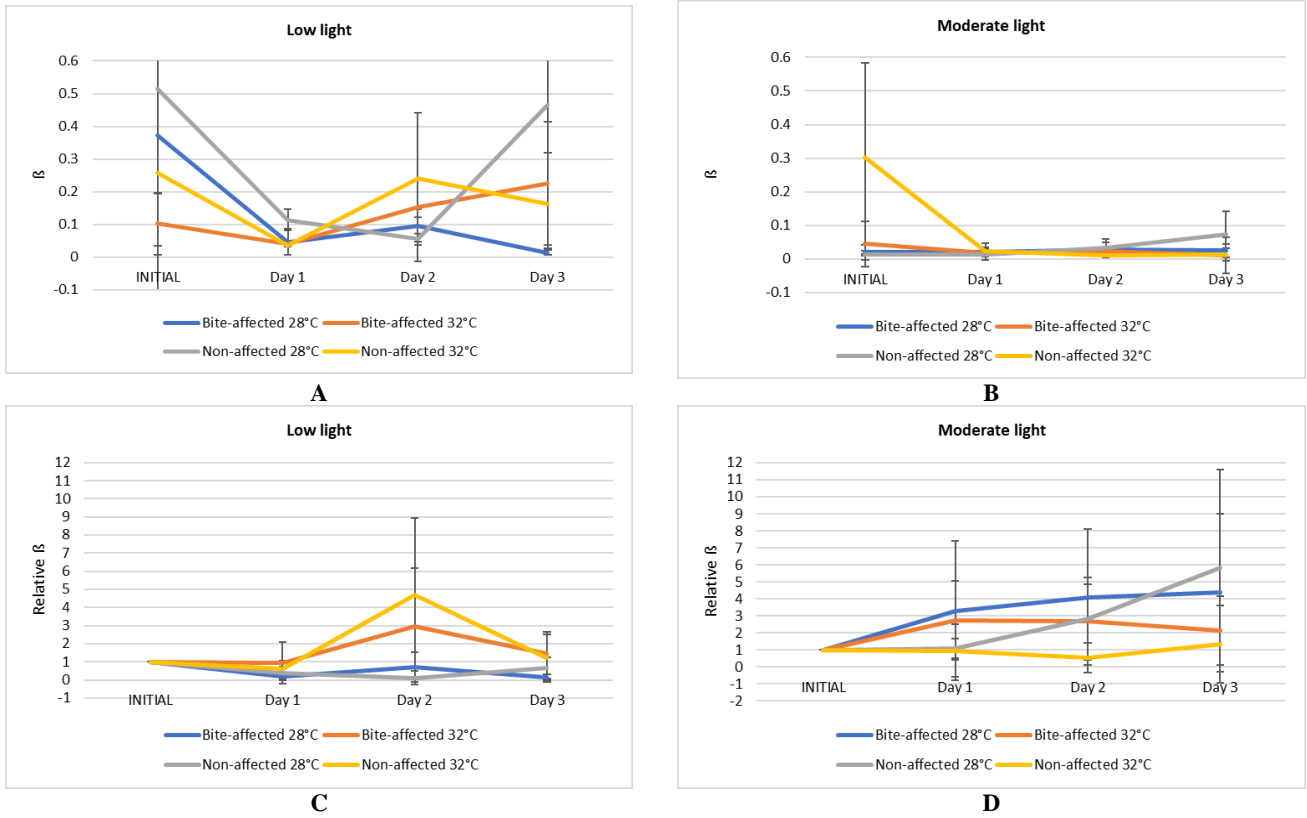 Low light
0.6
0.5
0.4
0.3
0.2
0.1
0
-0.1
ß
INITIAL Day 1 Day 2 Day 3
Bite-affected 28°C Bite-affected 32°C
Non-affected 28°C Non-affected 32°C
A
Moderate light
0.6
0.5
0.4
0.3
0.2
0.1
0
-0.1
ß
INITIAL Day 1 Day 2 Day 3
Bite-affected 28°C Bite-affected 32°C
Non-affected 28°C Non-affected 32°C
B
Low light
12
11
10
9
8
7
6
5
4
3
2
1
0
-1
Relative ß
INITIAL Day 1 Day 2 Day 3
Bite-affected 28°C Bite-affected 32°C
Non-affected 28°C Non-affected 32°C
C
Moderate light
12
11
10
9
8
7
6
5
4
3
2
1
0
-1
-2
Relative ß
INITIAL Day 1 Day 2 Day 3
Bite-affected 28°C Bite-affected 32°C
Non-affected 28°C Non-affected 32°C
D